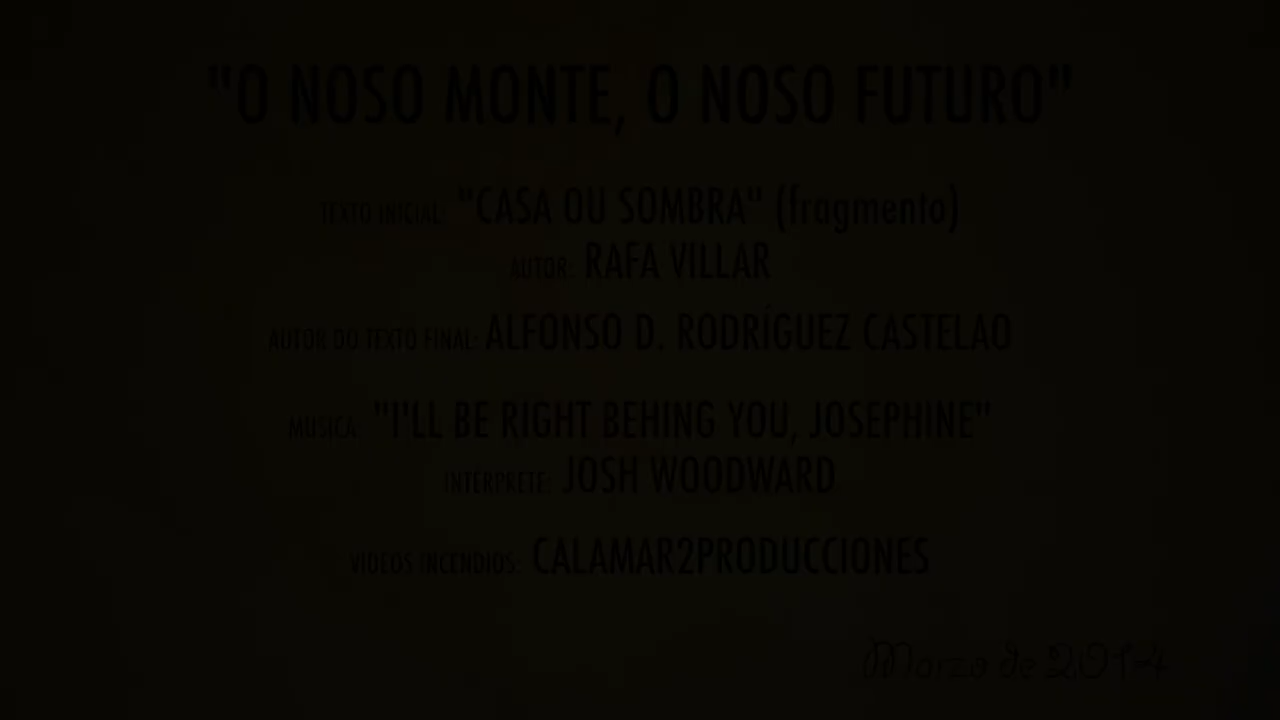 "O NOSO MONTE, O NOSO FUTURO"
TEXTO INICIAL: "CASA OU SOMBRA" (fragmento)
AUTOR: RAFA VILLAR
AUTOR DO TEXTO FINAL: ALFONSO D. RODRÍGUEZ CASTELAO
MÚSICA: "I'LL BE RIGHT BEHING YOU, JOSEPHINE"
INTÉRPRETE: JOSH WOODWARD
VÍDEOS INCENDIOS: CALAMAR2PRODUCCIONES
Marzo de 2014